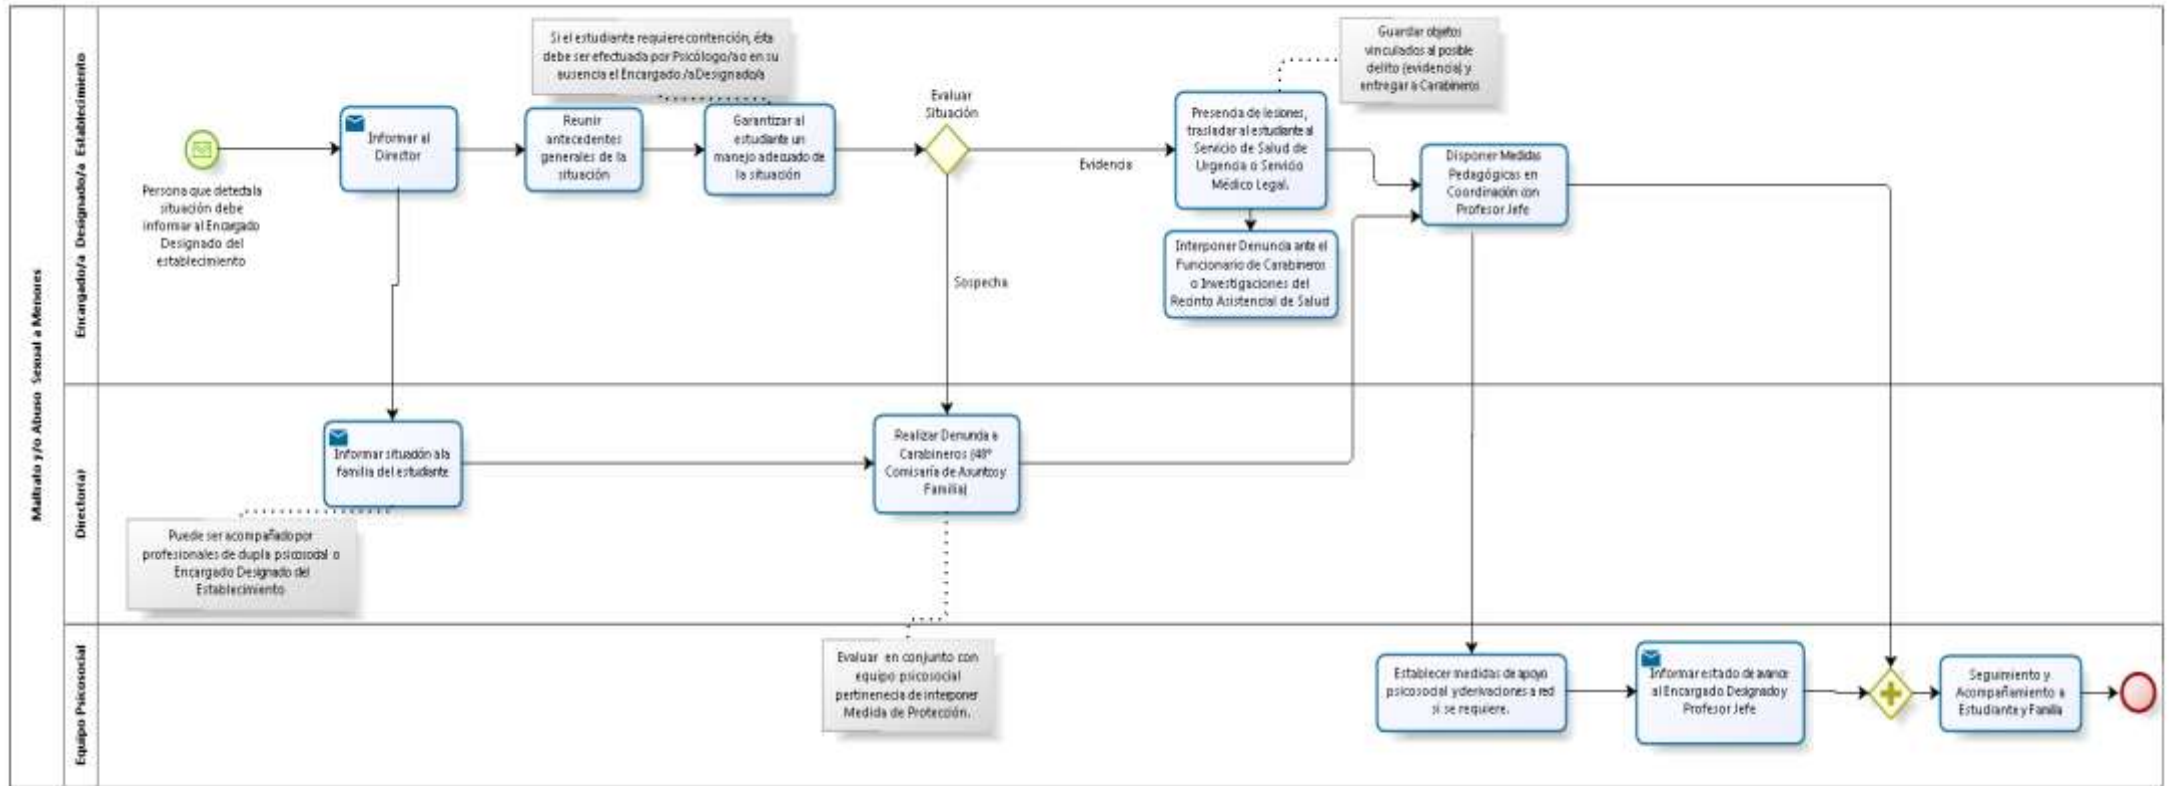 Maltrato y/o Abuso Sexual a Menores
Encargado/a Designado/a Establecimiento
Si el estudiante requiere contención, ésta
debe ser efectuada por Psicólogo/a o en su
ausencia el Encargado /a Designado/a
Guardar objetos
vinculados al posible
delito (evidencia) y
entregar a Carabineros
Persona que detecta la
situación debe
informar al Encargado
Designado del
establecimiento
Informar al
Director
Reunir
antecedentes
generales de la
situación
Garantizar al
estudiante un
manejo adecuado de
la situación
Evaluar
Situación
Evidencia
Sospecha
Presencia de lesiones,
trasladar al estudiante al
Servicio de Salud de
Urgencia o Servicio
Médico Legal.
Interponer Denuncia ante el
Funcionario de Carabineros
o Investigaciones del
Recinto Asistencial de Salud
Disponer Medidas
Pedagógicas en
Coordinación con
Profesor Jefe
Director(a)
Informar situación a la
familia del estudiante
Puede ser acompañado por
profesionales de dupla psicosocial o
Encargado Designado del
Establecimiento
Realizar Denuncia a
Carabineros (48°
Comisaría de Asuntos y
Familia)
Equipo Psicosocial
Evaluar en conjunto con
equipo psicosocial
pertinenecia de interponer
Medida de Protección.
Establecer medidas de apoyo
psicosocial y derivaciones a red
si se requiere.
Informar estado de avance
al Encargado Designado y
Profesor Jefe
Seguimiento y
Acompañamiento a
Estudiante y Familia